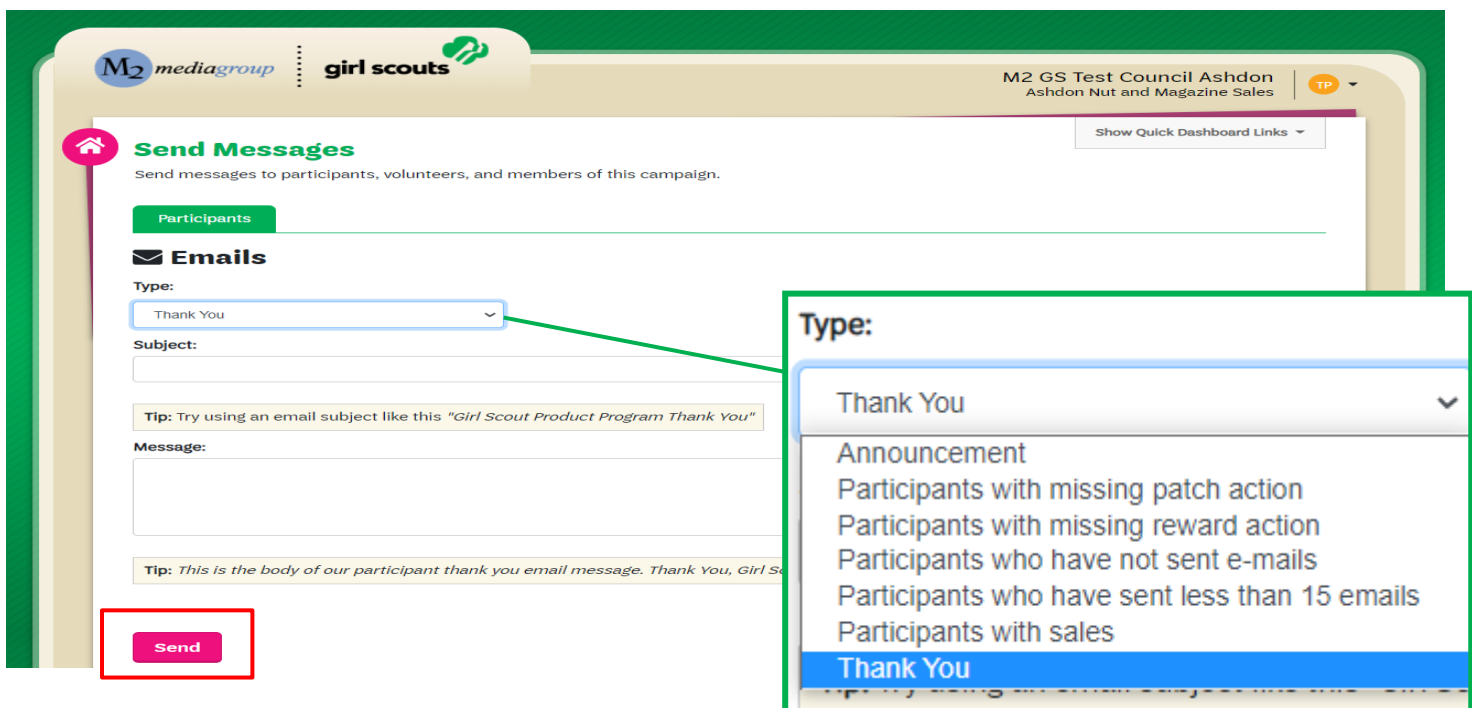 M2 mediagroup
girl scouts
M2 GS Test Council Ashdon
Ashdon Nut and Magazine Sales
TP
Show Quick Dashboard Links
Send Messages
Send messages to participants, volunteers, and members of this campaign.
Participants
Emails
Type:
Thank You
Subject:
Tip: Try using an email subject like this "Girl Scout Product Program Thank You"
Message:
Tip: This is the body of our participant thank you email message. Thank You, Girl
Send
Type:
Thank You
Announcement
Participants with missing patch action
Participants with missing reward action
Participants who have not sent e-mails
Participants who have sent less than 15 emails
Participants with sales
Thank You